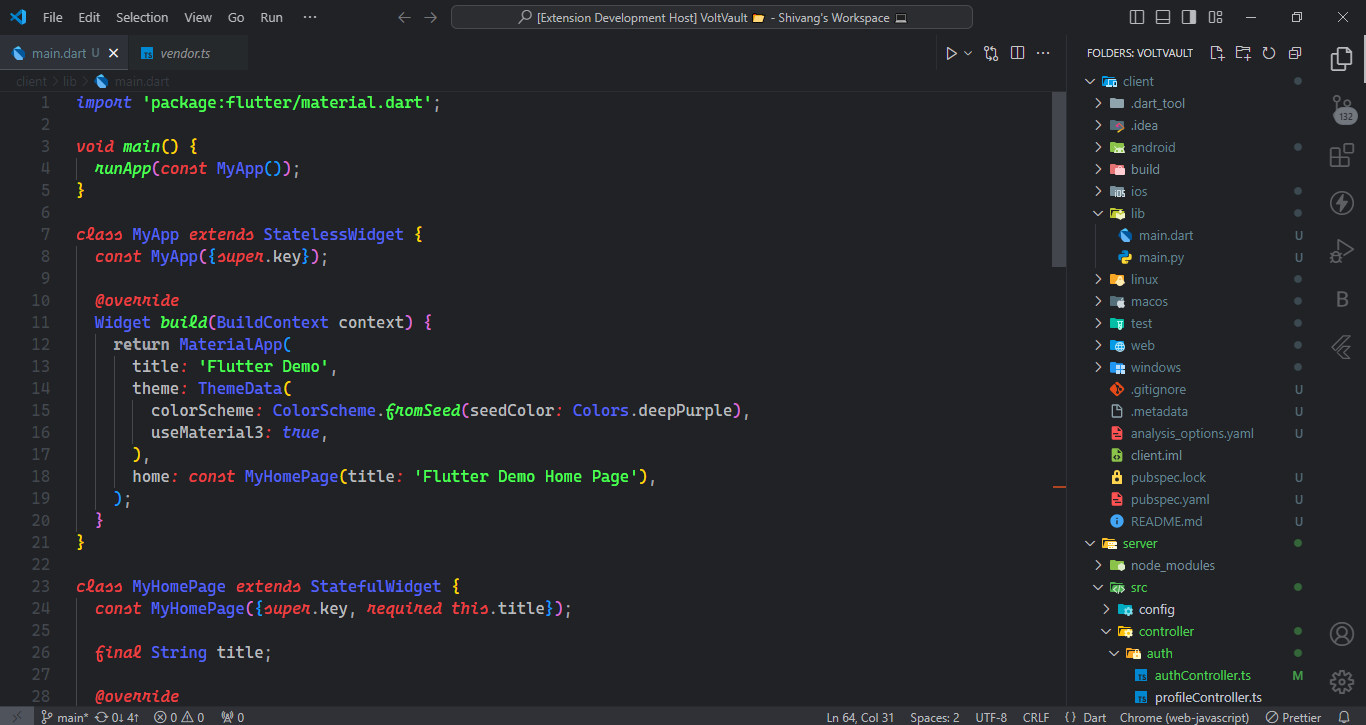 File Edit Selection View Go Run ···
[Extension Development Host] VoltVault 📂 - Shivang's Workspace 💻
main.dart U
TS vendor.ts
client > lib > main.dart
1 import 'package:flutter/material.dart';
2
3 void main() {
4 runApp(const MyApp());
5 }
6
7 class MyApp extends StatelessWidget {
8 const MyApp({super.key});
9
10 @override
11 Widget build(BuildContext context) {
12 return MaterialApp(
13 title: 'Flutter Demo',
14 theme: ThemeData(
15 colorScheme: ColorScheme.fromSeed(seedColor: Colors.deepPurple),
16 useMaterial3: true,
17 ),
18 home: const MyHomePage(title: 'Flutter Demo Home Page'),
19 );
20 }
21 }
22
23 class MyHomePage extends StatefulWidget {
24 const MyHomePage({super.key, required this.title});
25
26 final String title;
27
28 @override
FOLDERS: VOLTVAULT
client
.dart_tool
.idea
android
build
iOS ios
lib
main.dart U
main.py U
linux
macos
test
web
windows
.gitignore U
.metadata U
analysis_options.yaml U
client.iml
pubspec.lock U
pubspec.yaml U
README.md U
server
node_modules
src
config
controller
auth
TS authController.ts M
TS profileController.ts
132
B
main* 0↓ 4↑ 0 0 0
Ln 64, Col 31 Spaces: 2 UTF-8 CRLF { } Dart Chrome (web-javascript) Prettier